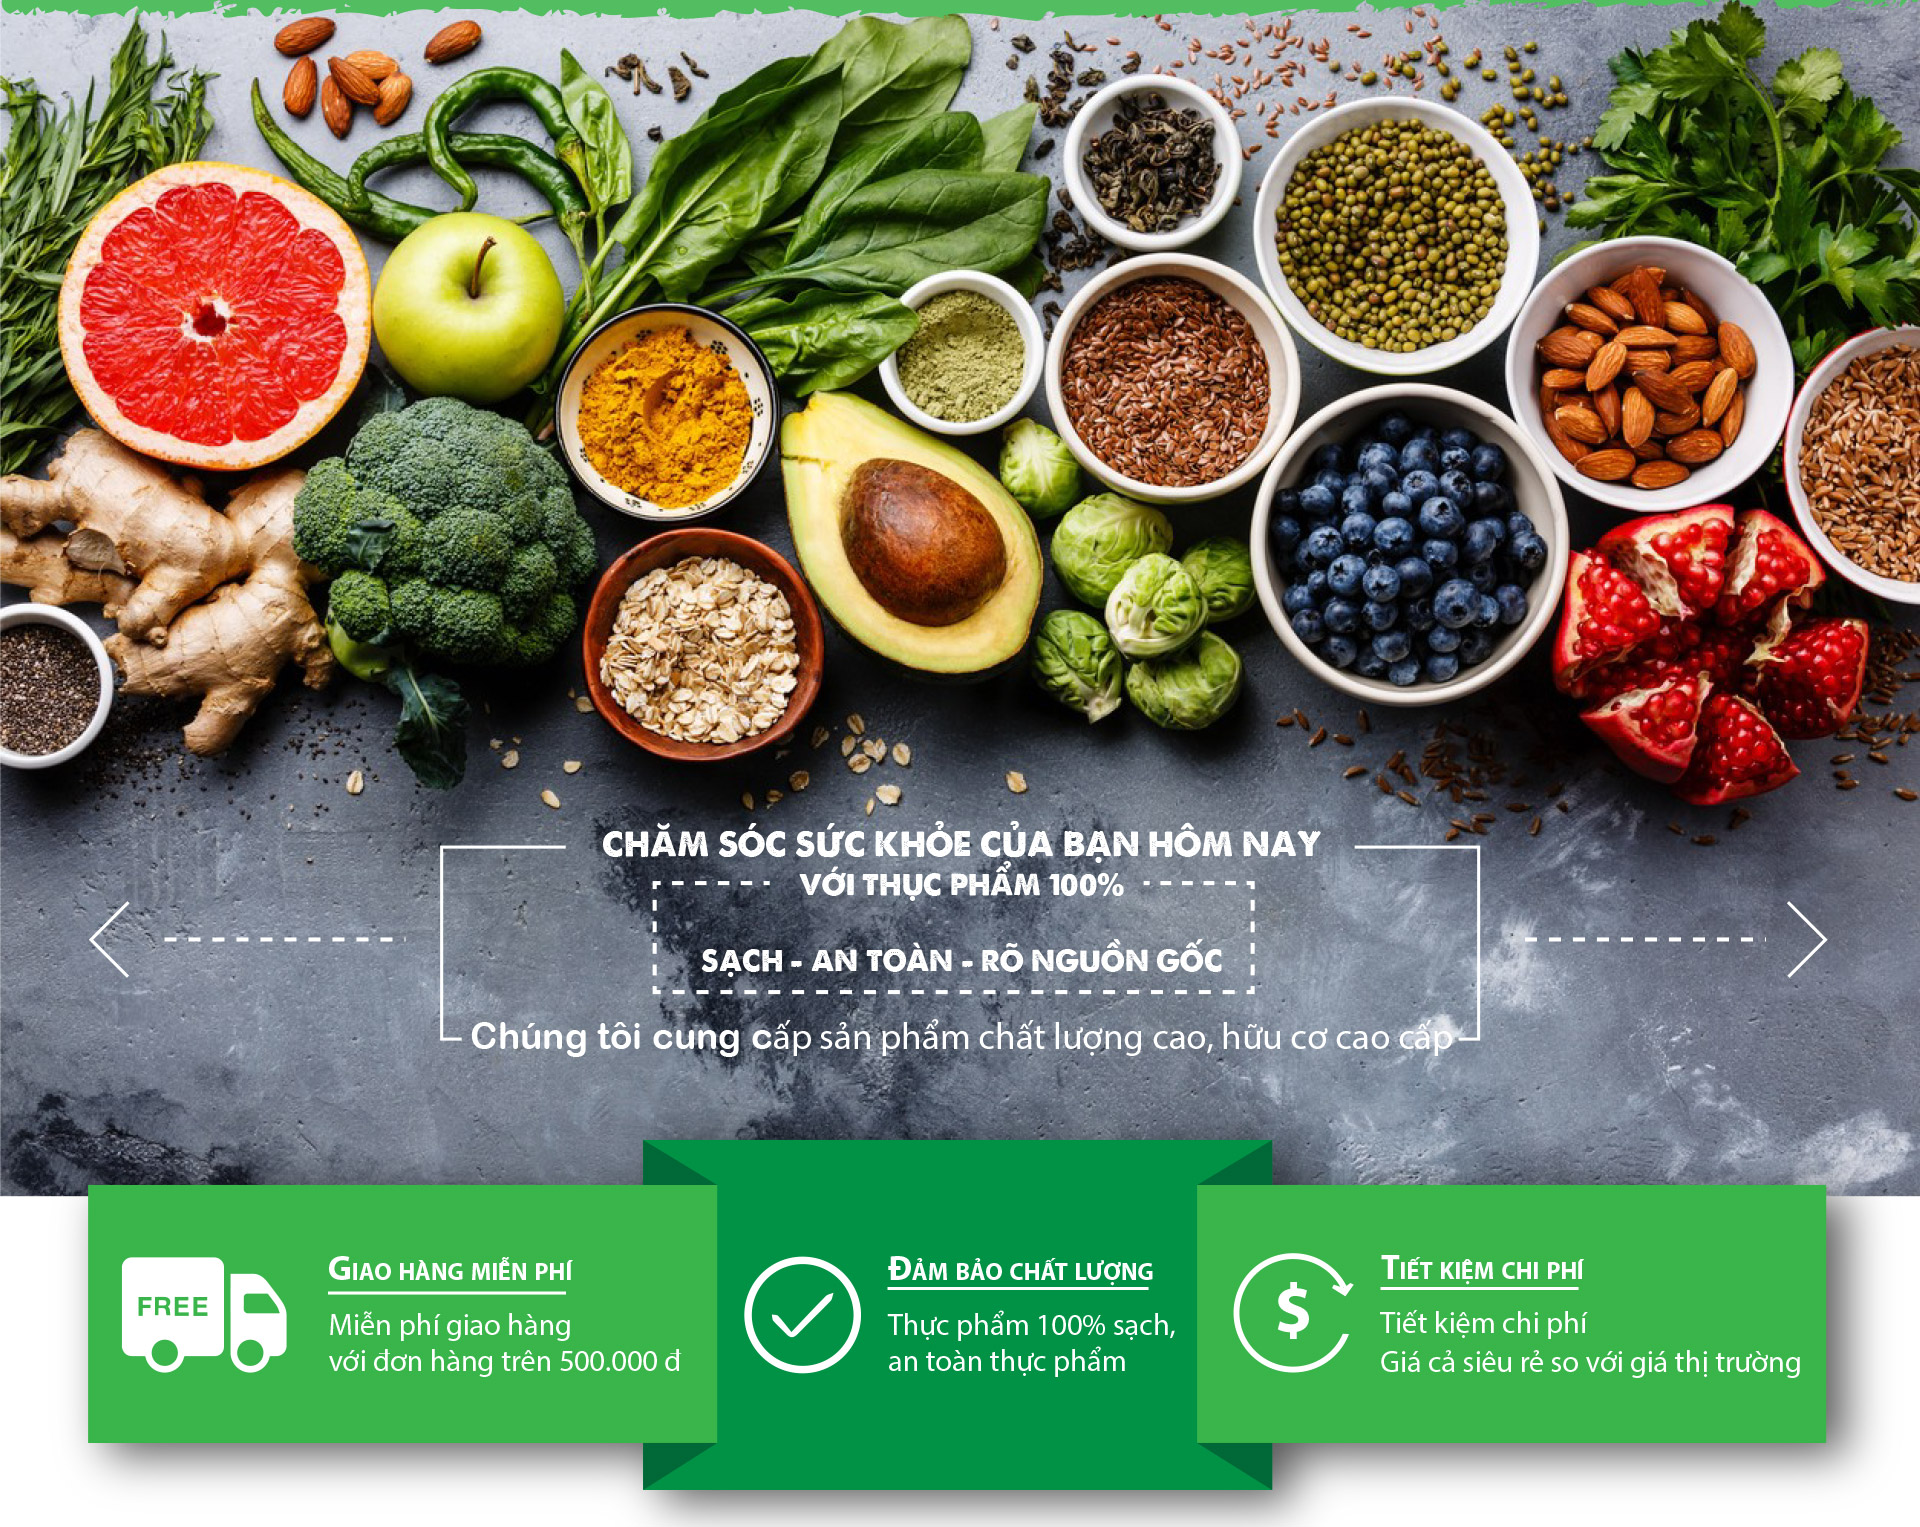 CHĂM SÓC SỨC KHỎE CỦA BẠN HÔM NAY
VỚI THỰC PHẨM 100%
SẠCH - AN TOÀN - RÕ NGUỒN GỐC
Chúng tôi cung cấp sản phẩm chất lượng cao, hữu cơ cao cấp
FREE
GIAO HÀNG MIỄN PHÍ
Miễn phí giao hàng
với đơn hàng trên 500.000 đ
ĐẢM BẢO CHẤT LƯỢNG
Thực phẩm 100% sạch,
an toàn thực phẩm
$
TIẾT KIỆM CHI PHÍ
Tiết kiệm chi phí
Giá cả siêu rẻ so với giá thị trường